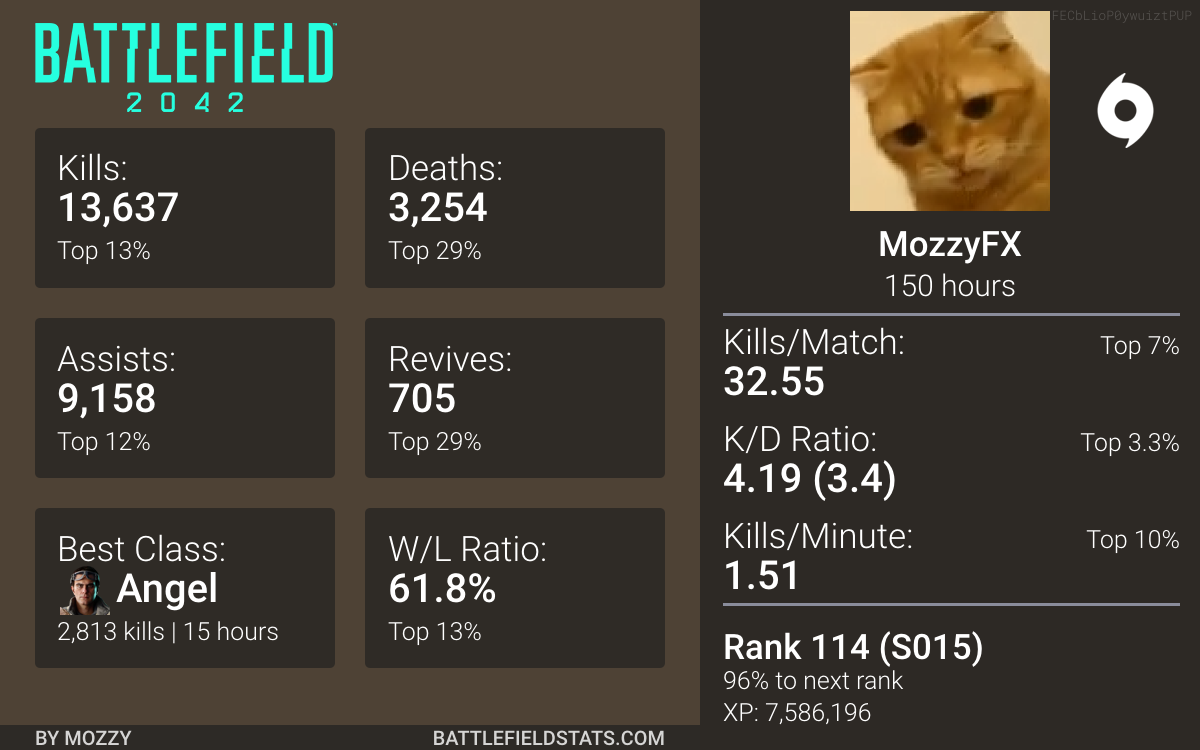 BATTLEFIELD™
2042
Kills:
13,637
Top 13%
Deaths:
3,254
Top 29%
Assists:
9,158
Top 12%
Revives:
705
Top 29%
Best Class:
Angel
2,813 kills | 15 hours
W/L Ratio:
61.8%
Top 13%
BY MOZZY
BATTLEFIELDSTATS.COM
FECbLioP0ywuiztPUP
MozzyFX
150 hours
Kills/Match:
Top 7%
32.55
K/D Ratio:
Top 3.3%
4.19 (3.4)
Kills/Minute:
Top 10%
1.51
Rank 114 (S015)
96% to next rank
XP: 7,586,196